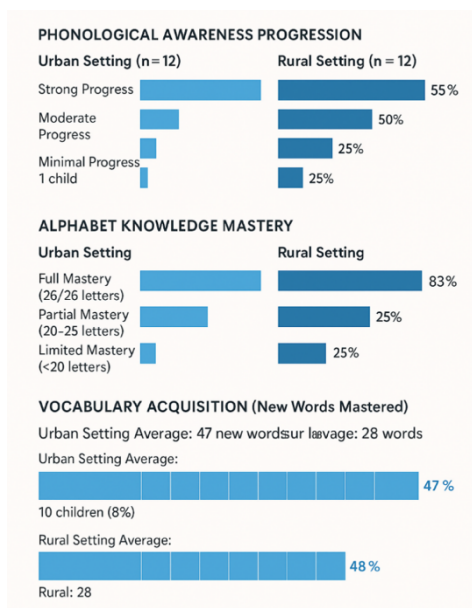 PHONOLOGICAL AWARENESS PROGRESSION
Urban Setting (n = 12) Rural Setting (n = 12)
Strong Progress 55%
Moderate Progress 50%
25%
Minimal Progress
1 child 25%
ALPHABET KNOWLEDGE MASTERY
Urban Setting Rural Setting
Full Mastery 83%
(26/26 letters)
Partial Mastery 25%
(20-25 letters)
Limited Mastery 25%
(<20 letters)
VOCABULARY ACQUISITION (New Words Mastered)
Urban Setting Average: 47 new words 28 words
Urban Setting Average:
47 %
10 children (8%)
Rural Setting Average:
48 %
Rural: 28